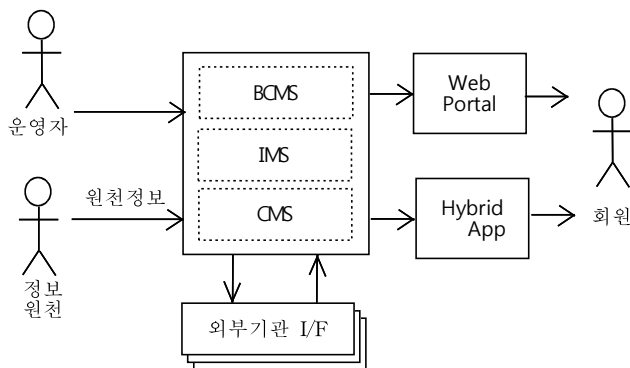 운영자
정보
원천
원천정보
BCMS
IMS
CMS
외부기관 I/F
Web
Portal
Hybrid
App
회원